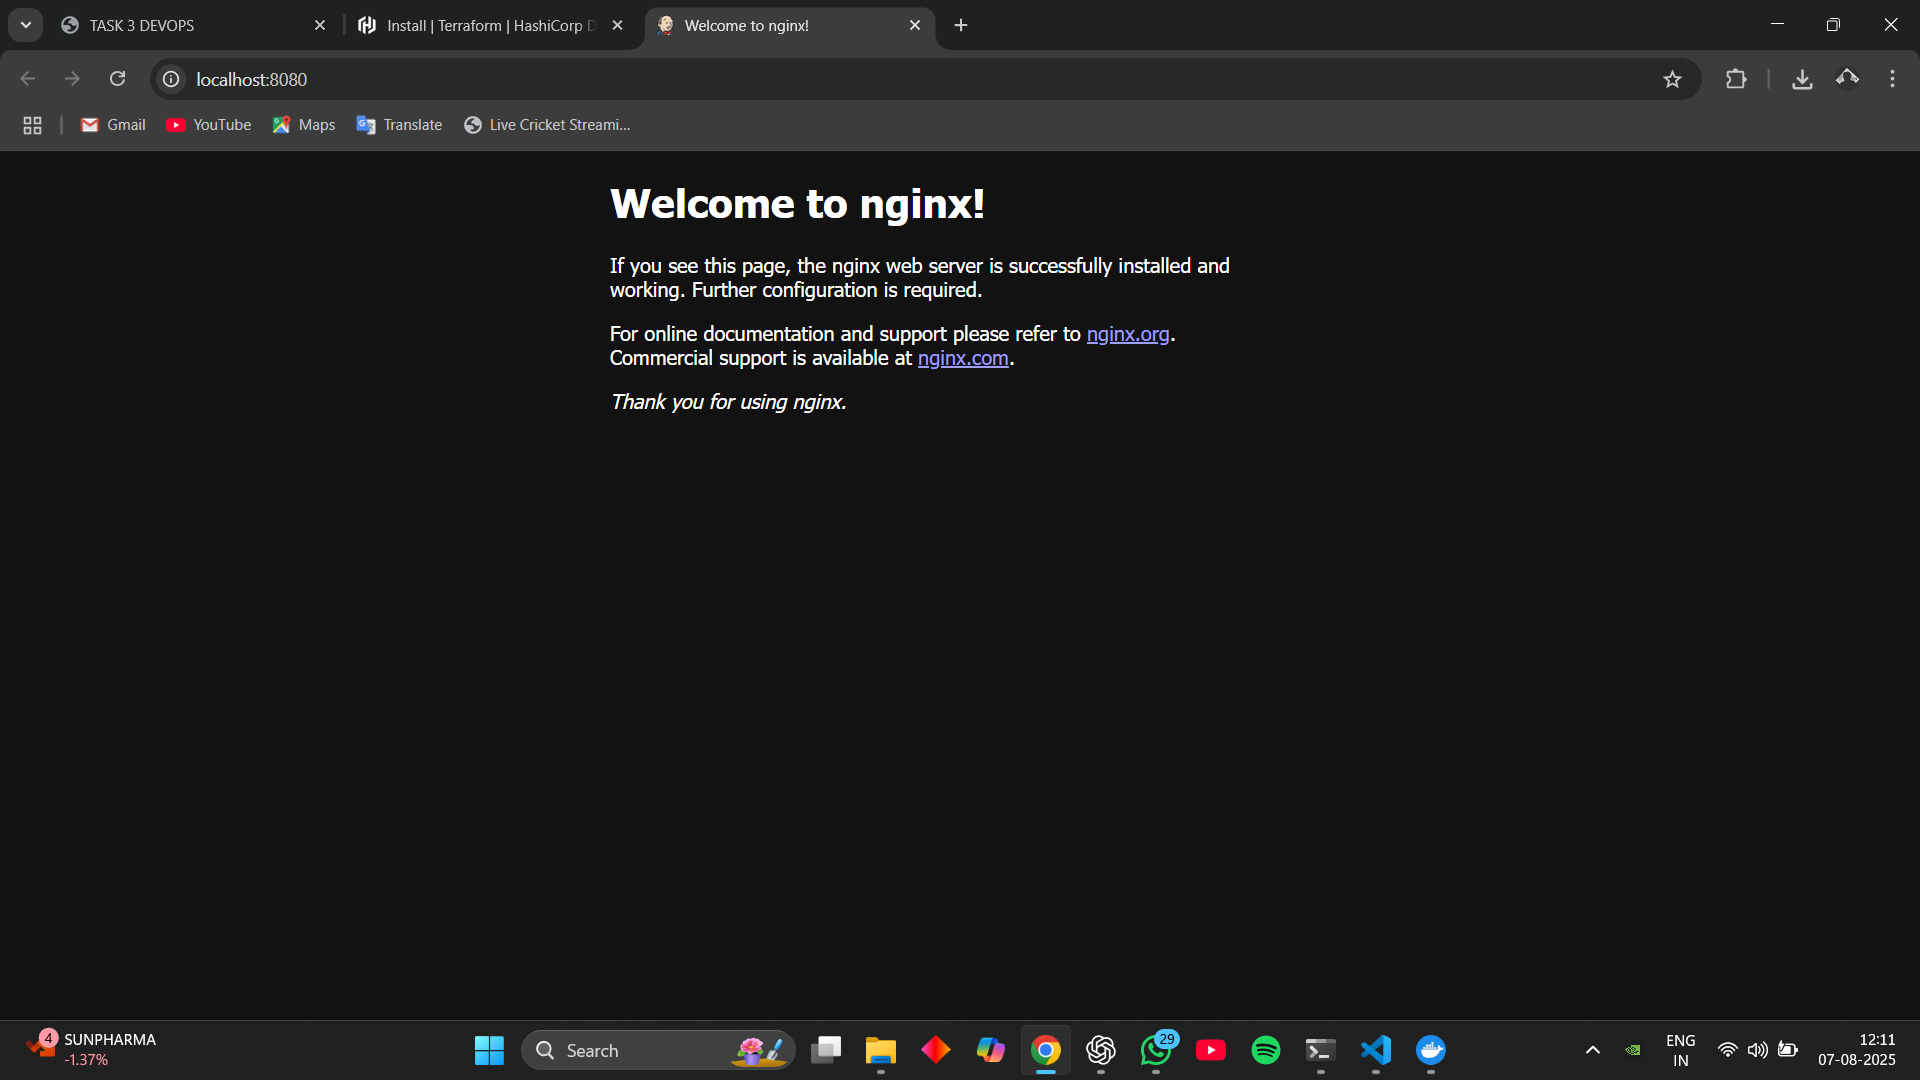 TASK 3 DEVOPS
Install | Terraform | HashiCorp D
Welcome to nginx!
localhost:8080
Gmail
YouTube
Maps
Translate
Live Cricket Streami...
Welcome to nginx!
If you see this page, the nginx web server is successfully installed and
working. Further configuration is required.
For online documentation and support please refer to nginx.org.
Commercial support is available at nginx.com.
Thank you for using nginx.
4
SUNPHARMA
-1.37%
Search
29
ENG
IN
12:11
07-08-2025